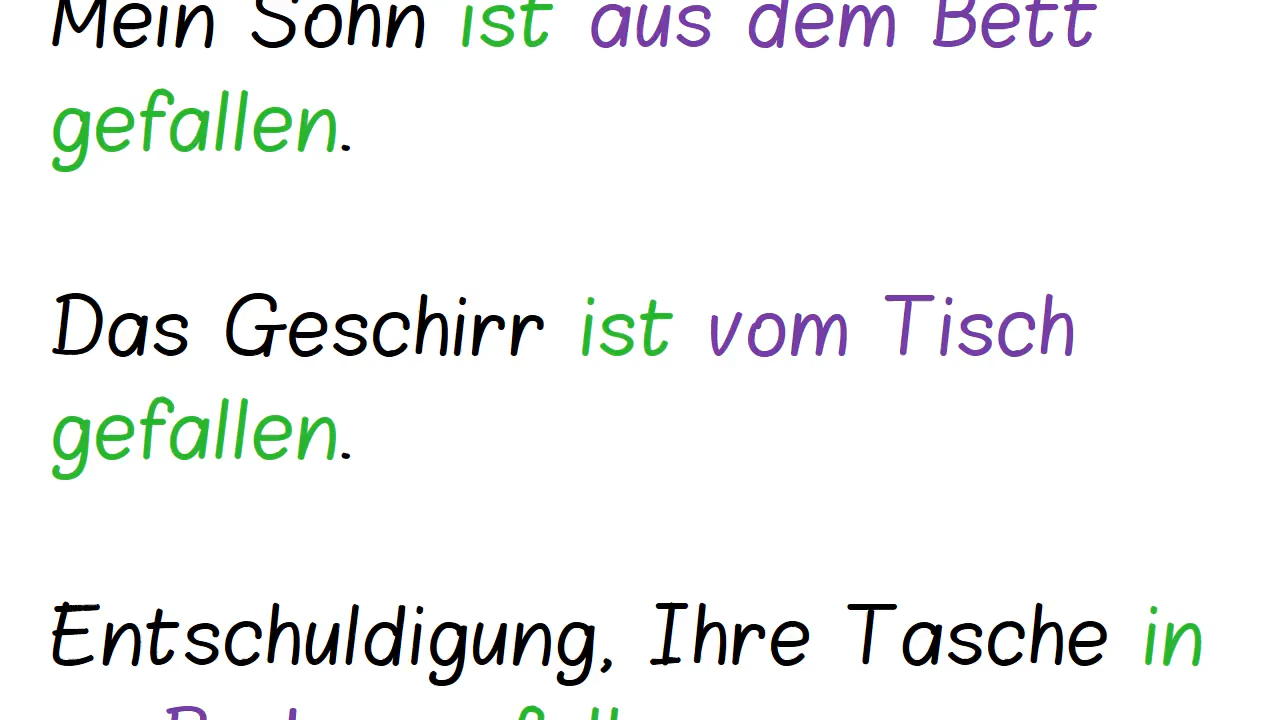 Mein Sohn ist aus dem Bett
gefallen.
Das Geschirr ist vom Tisch
gefallen.
Entschuldigung, Ihre Tasche in